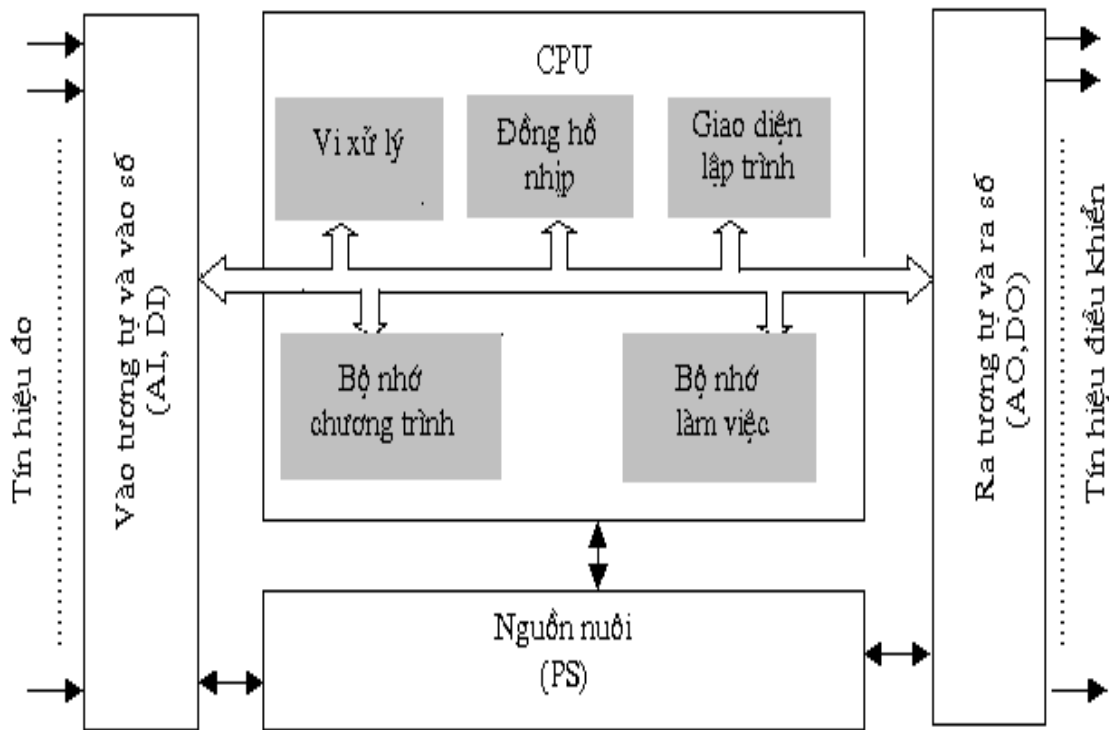 Tín hiệu đo
Vào tương tự và vào số
(AI, DI)
CPU
Vi xử lý
Đồng hồ
nhịp
Giao diện
lập trình
Bộ nhớ
chương trình
Bộ nhớ
làm việc
Nguồn nuôi
(PS)
Ra tương tự và ra số
(AO,DO)
Tín hiệu điều khiển